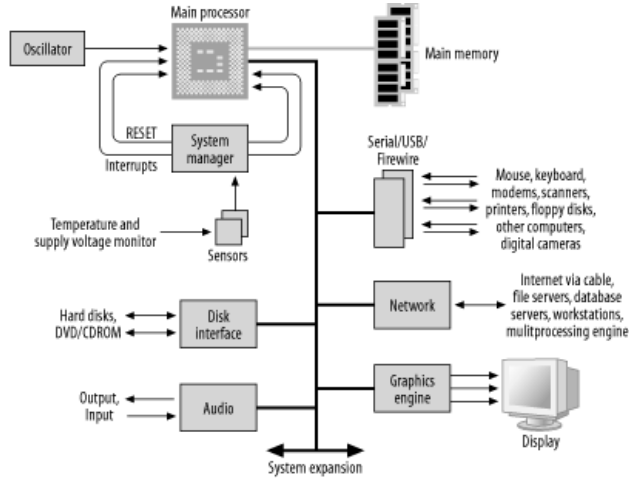 Main processor
Oscillator
Main memory
RESET
System
manager
Interrupts
Serial/USB/
Firewire
Mouse, keyboard,
modems, scanners,
printers, floppy disks,
other computers,
digital cameras
Temperature and
supply voltage monitor
Sensors
Hard disks,
DVD/CDROM
Disk
interface
Network
Internet via cable,
file servers, database
servers, workstations,
mulitprocessing engine
Output,
Input
Audio
Graphics
engine
Display
System expansion